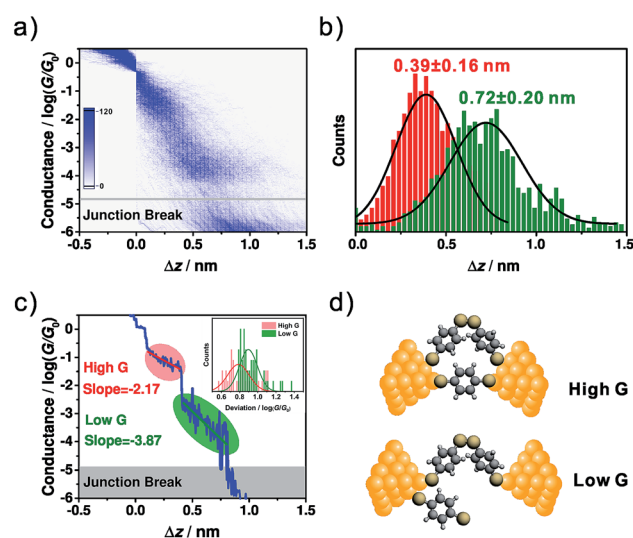 a)
Conductance / log(G/G₀)
0
-1
-2
-3
-4
-5
-6
120
0
Junction Break
-0.5 0.0 0.5 1.0 1.5
Δz / nm
b)
0.39±0.16 nm
0.72±0.20 nm
Counts
0.0 0.5 1.0 1.5
Δz / nm
c)
Conductance / log(G/G₀)
0
-1
-2
-3
-4
-5
-6
High G
Slope=-2.17
Low G
Slope=-3.87
Junction Break
-0.5 0.0 0.5 1.0 1.5
Δz / nm
High G
Low G
Counts
0.6 0.8 1.0 1.2 1.4
Deviation / log(G/G₀)
d)
High G
Low G